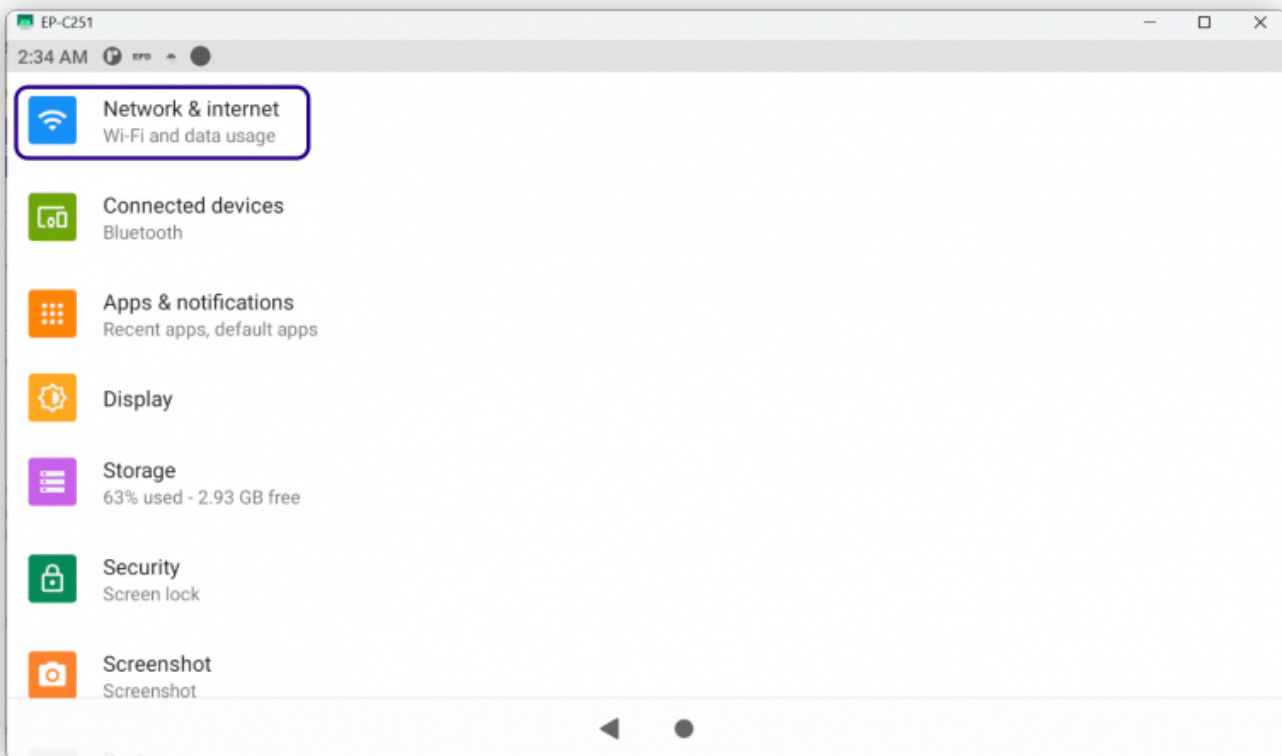 EP-C251
2:34 AM EPD
Network & internet
Wi-Fi and data usage
Connected devices
Bluetooth
Apps & notifications
Recent apps, default apps
Display
Storage
63% used - 2.93 GB free
Security
Screen lock
Screenshot
Screenshot